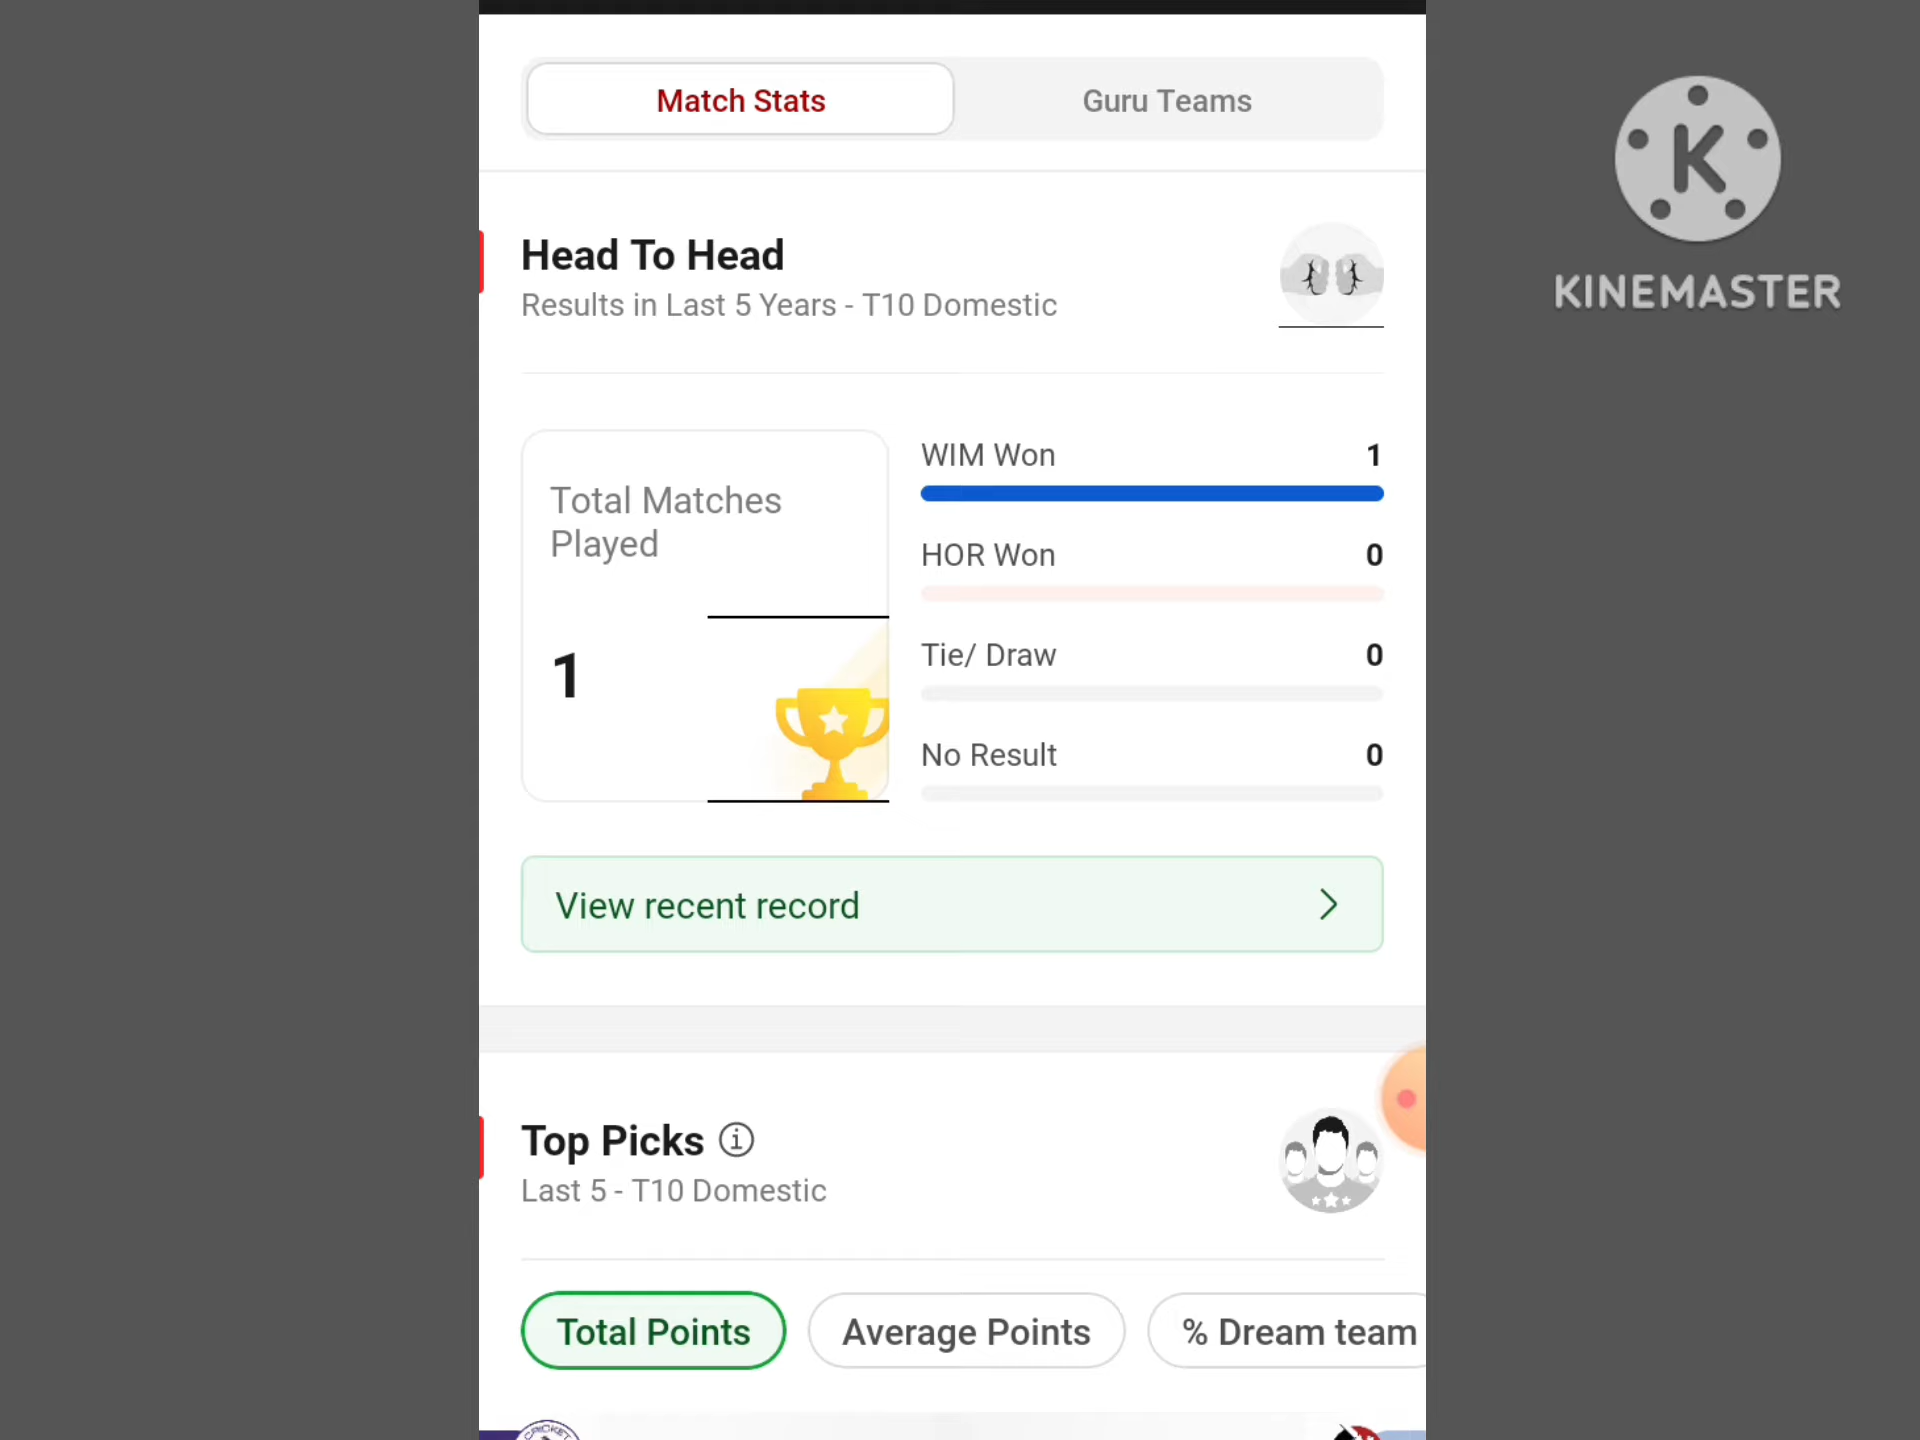 Match Stats
Guru Teams
K
KINEMASTER
Head To Head
Results in Last 5 Years - T10 Domestic
Total Matches
Played
1
WIM Won 1
HOR Won 0
Tie/ Draw 0
No Result 0
View recent record
Top Picks
Last 5 - T10 Domestic
Total Points
Average Points
% Dream team
CRICKET